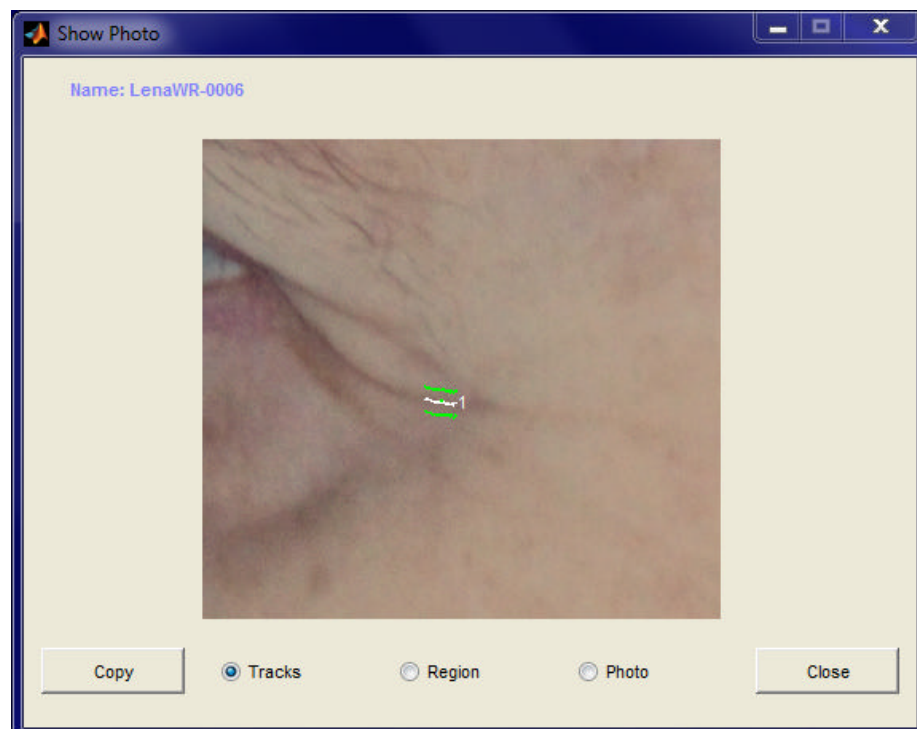 Show Photo
Name: LenaWR-0006
1
Copy
Tracks
Region
Photo
Close